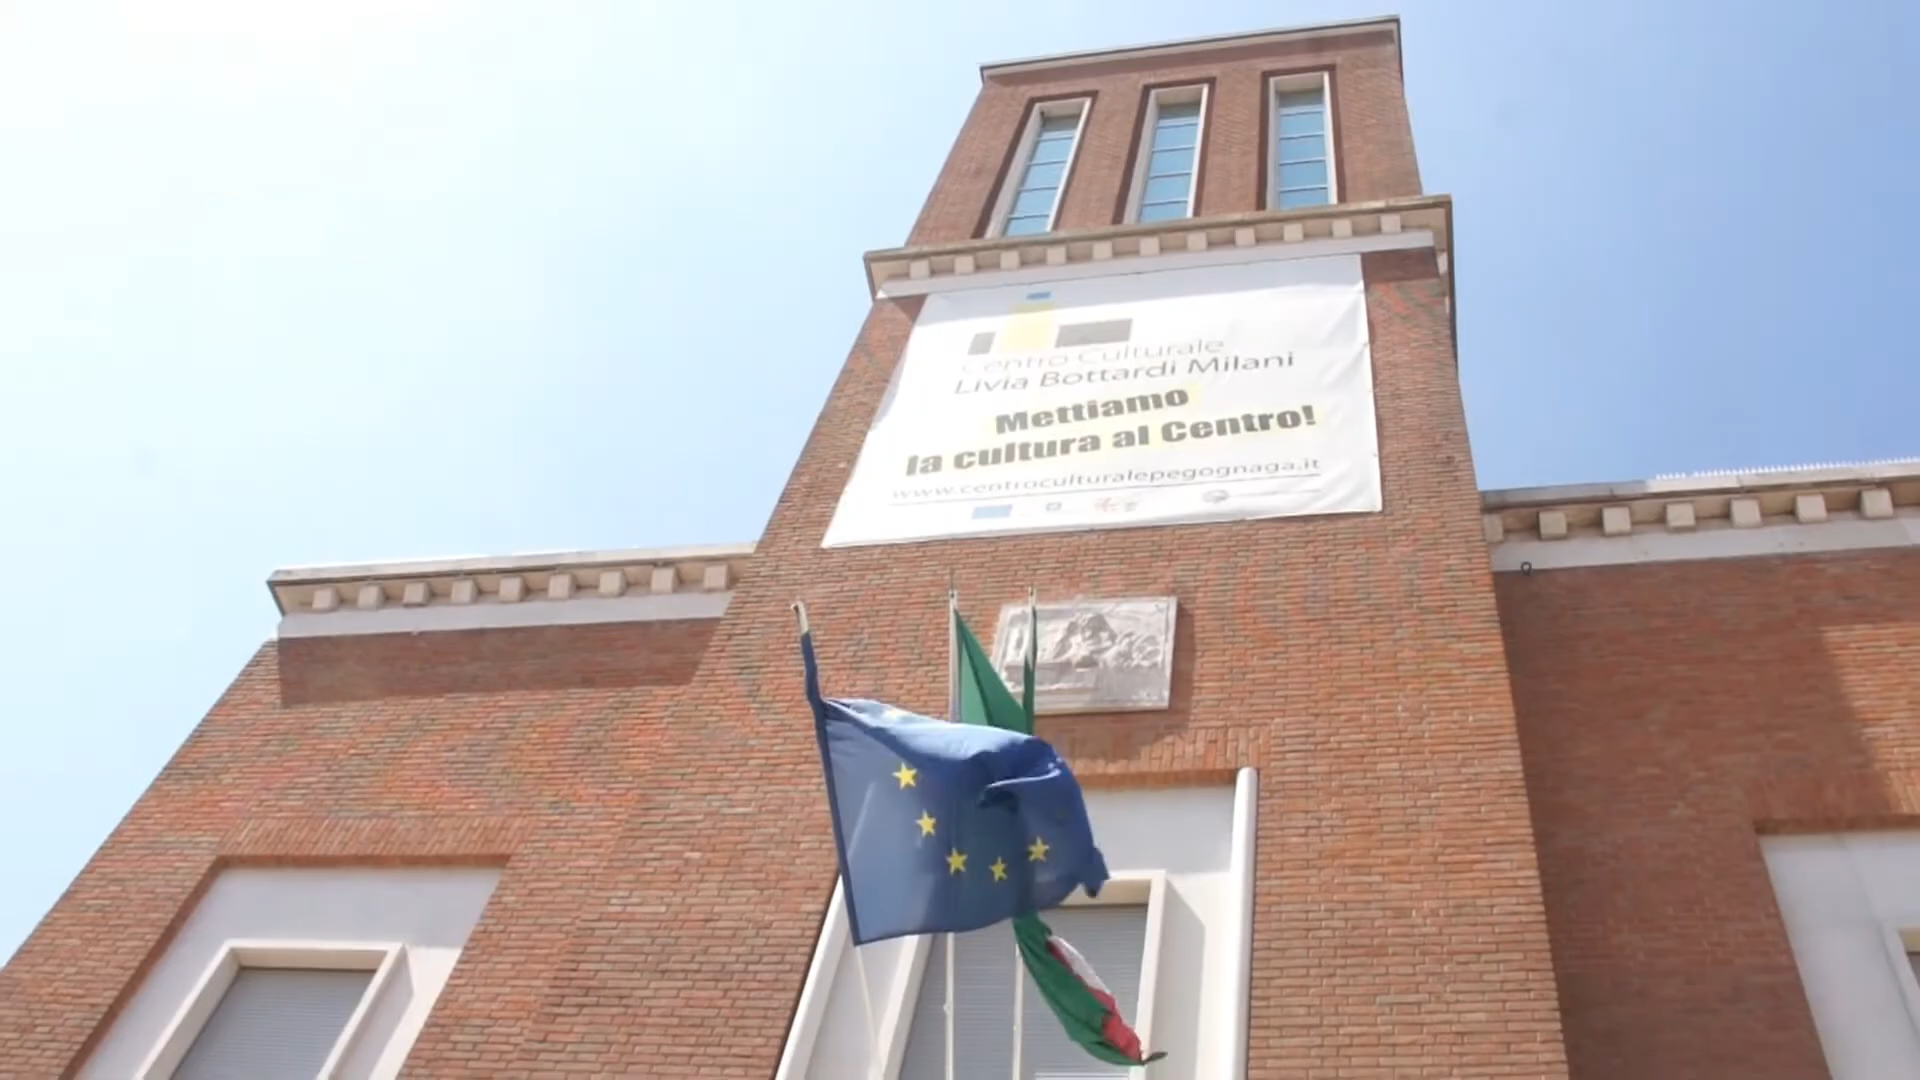 Centro Culturale
Livia Bottardi Milani
Mettiamo
la cultura al Centro!
www.centroculturalepegognaga.it